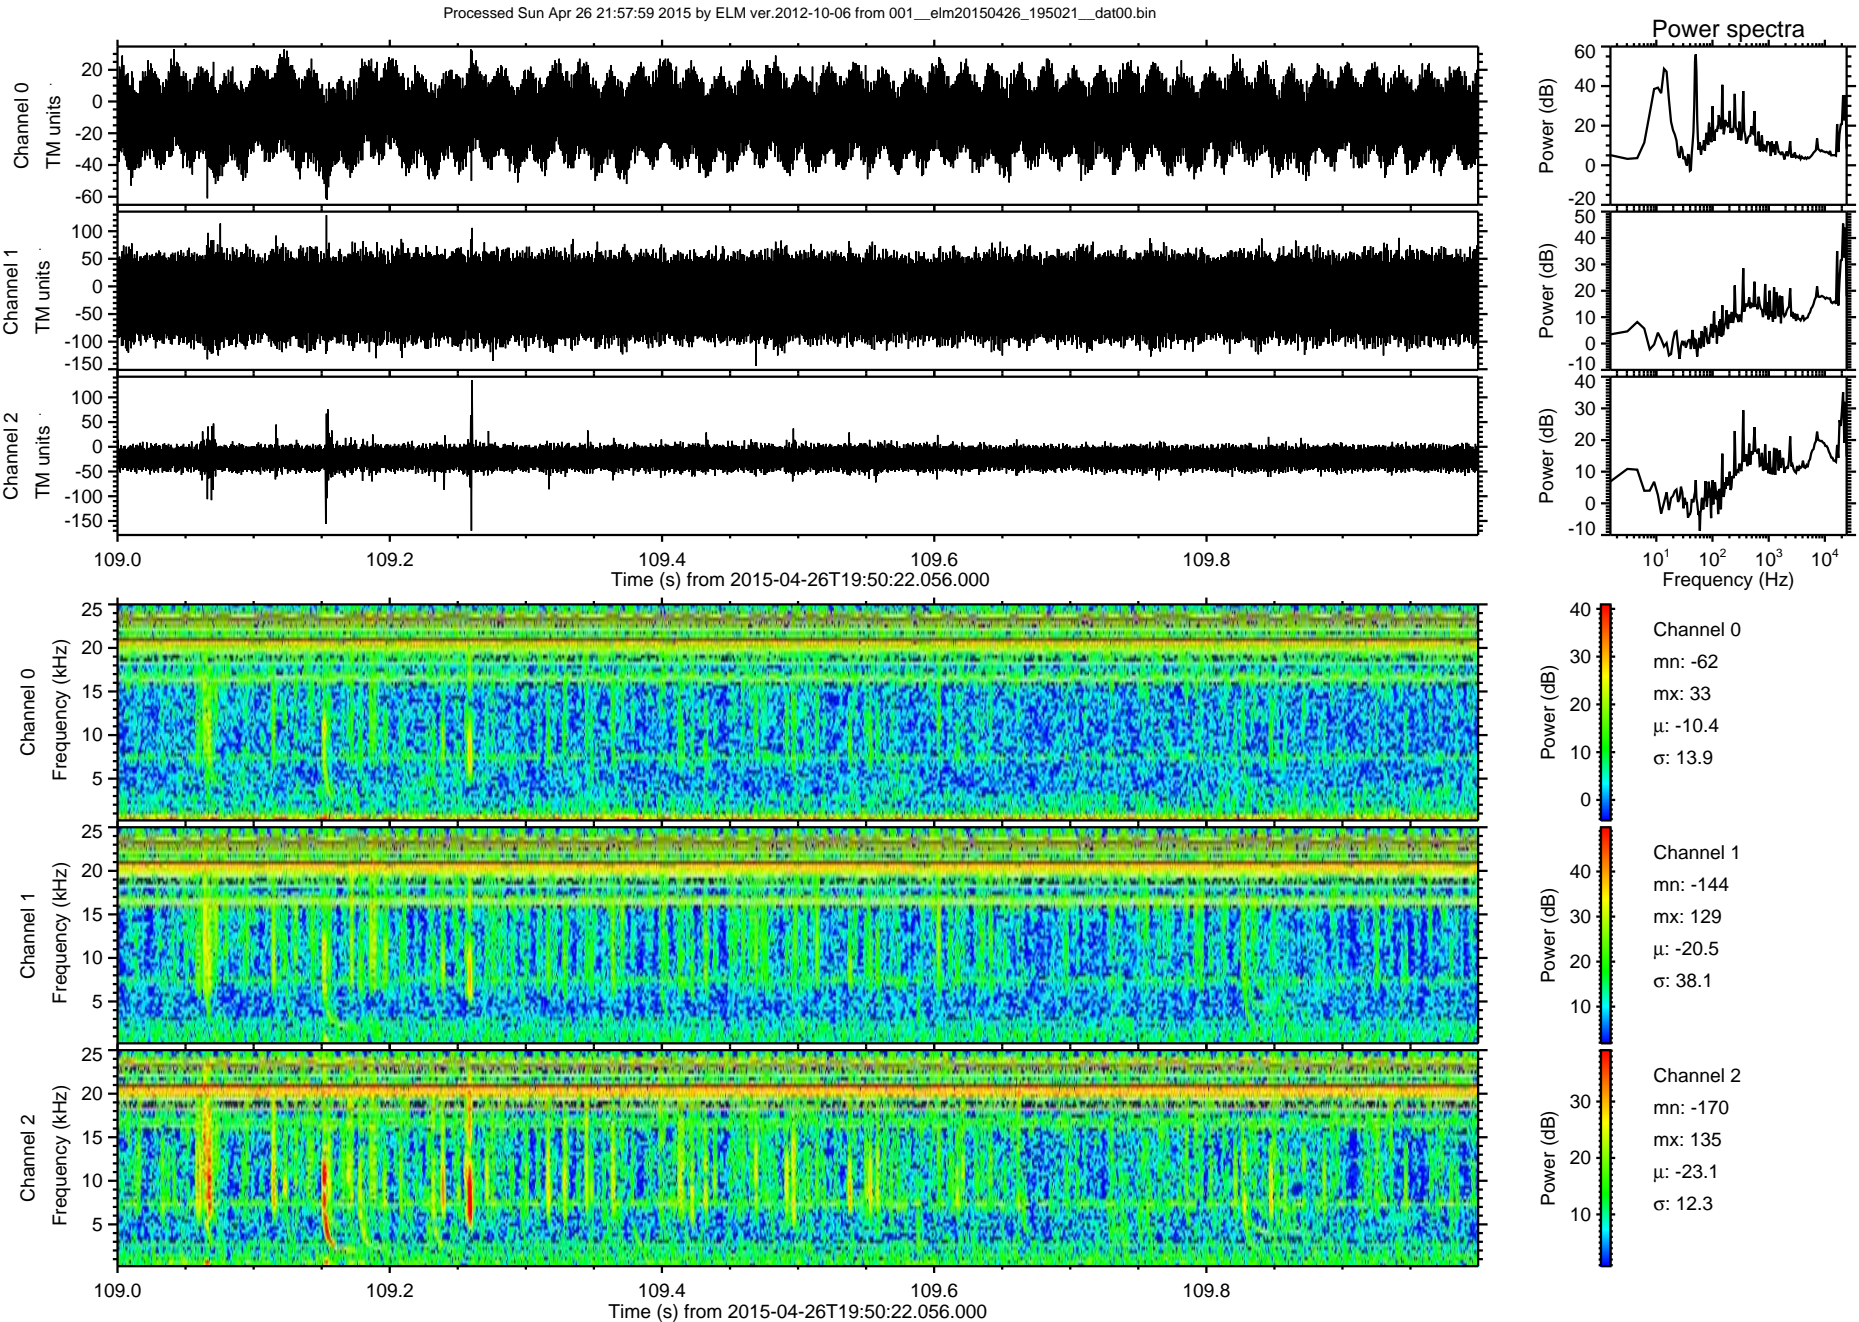 Processed Sun Apr 26 21:57:59 2015 by ELM ver.2012-10-06 from 001__elm20150426_195021__dat00.bin
Power spectra
Channel 0
TM units
20
0
-20
-40
-60
Power (dB)
60
40
20
0
-20
Channel 1
TM units
100
50
0
-50
-100
-150
Power (dB)
50
40
30
20
10
0
-10
Channel 2
TM units
100
50
0
-50
-100
-150
Power (dB)
40
30
20
10
0
-10
109.0 109.2 109.4 109.6 109.8
Time (s) from 2015-04-26T19:50:22.056.000
10^1 10^2 10^3 10^4
Frequency (Hz)
Channel 0
Frequency (kHz)
25
20
15
10
5
Power (dB)
40
30
20
10
0
Channel 0
mn: -62
mx: 33
μ: -10.4
σ: 13.9
Channel 1
Frequency (kHz)
25
20
15
10
5
Power (dB)
40
30
20
10
Channel 1
mn: -144
mx: 129
μ: -20.5
σ: 38.1
Channel 2
Frequency (kHz)
25
20
15
10
5
Power (dB)
30
20
10
Channel 2
mn: -170
mx: 135
μ: -23.1
σ: 12.3
109.0 109.2 109.4 109.6 109.8
Time (s) from 2015-04-26T19:50:22.056.000